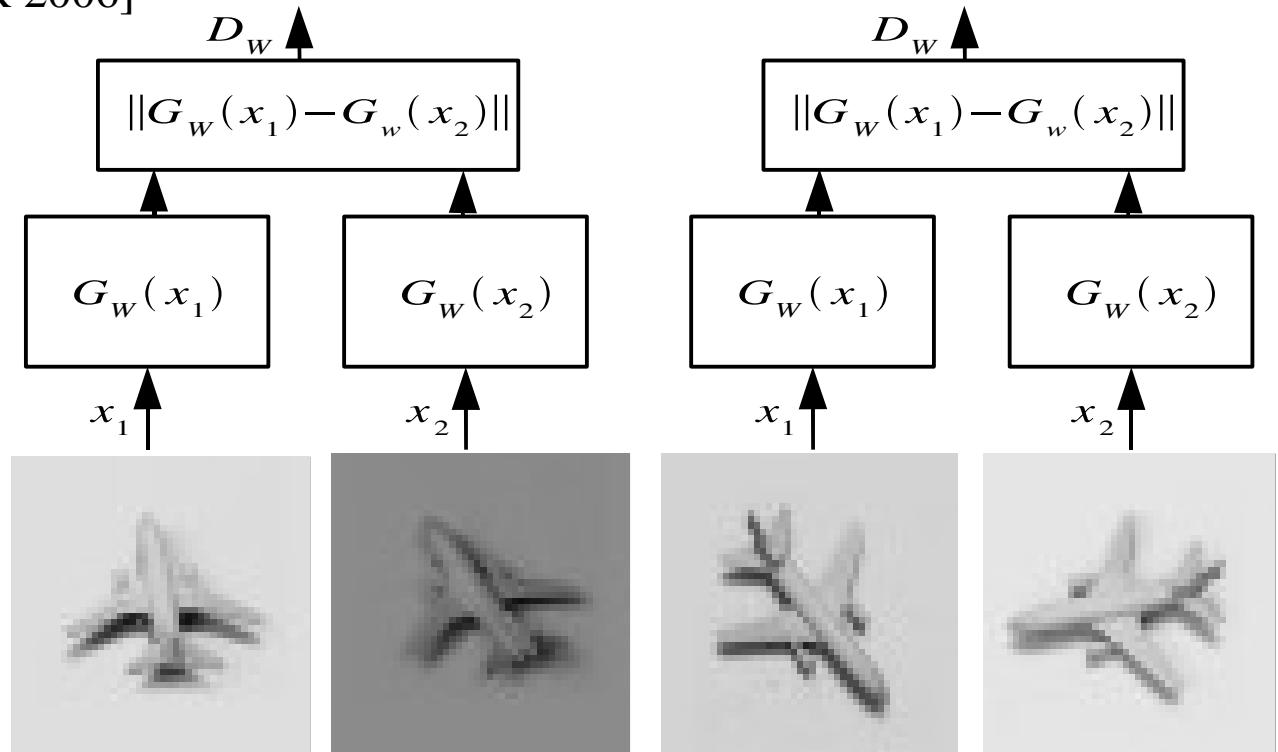 2006]
D_W D_W
||G_W(x_1)−G_w(x_2)|| ||G_W(x_1)−G_w(x_2)||
G_W(x_1) G_W(x_2) G_W(x_1) G_W(x_2)
x_1 x_2 x_1 x_2